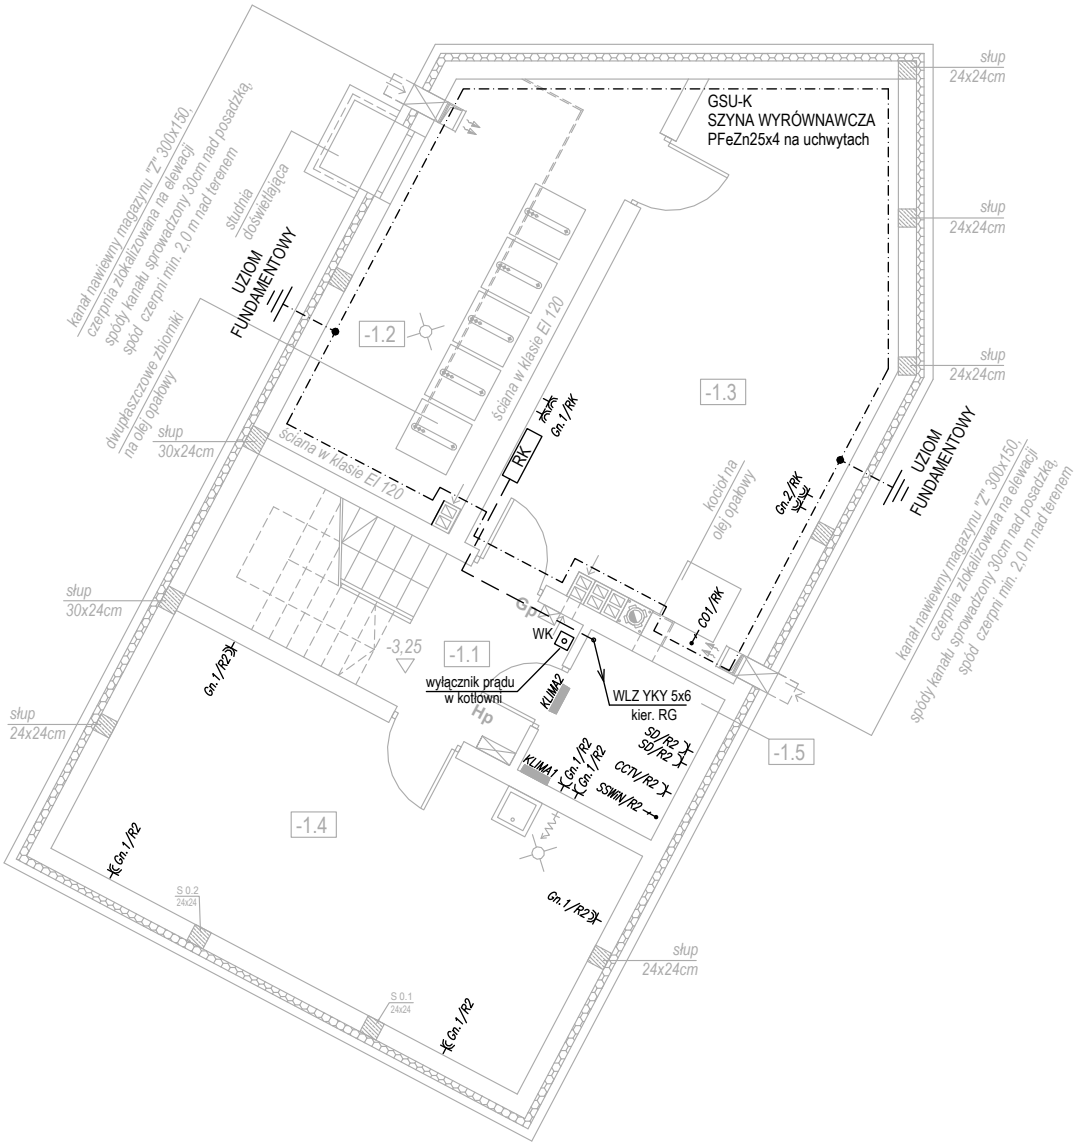 słup
24x24cm
GSU-K
SZYNA WYRÓWNAWCZA
PFeZn25x4 na uchwytach
kanał nawiewny magazynu "Z" 300x150,
czerpnia zlokalizowana na elewacji
spódy kanału sprowadzony 30cm nad posadzką,
spód czerpni min. 2,0 m nad terenem
studnia
doświetlająca
słup
24x24cm
UZIOM
FUNDAMENTOWY
-1.2
ściana w klasie EI 120
słup
24x24cm
-1.3
dwupłaszczowe zbiorniki
na olej opałowy
Gn.1/RK
RK
słup
30x24cm
ściana w klasie EI 120
UZIOM
FUNDAMENTOWY
kocioł na
olej opałowy
Gn.2/RK
kanał nawiewny magazynu "Z" 300x150,
czerpnia zlokalizowana na elewacji
spódy kanału sprowadzony 30cm nad posadzką,
spód czerpni min. 2,0 m nad terenem
słup
30x24cm
Gp
CO1/RK
WK
-3,25
-1.1
Gn.1/R2
wyłącznik prądu
w kotłowni
KLIMA2
WLZ YKY 5x6
kier. RG
Hp
słup
24x24cm
SD/R2
SD/R2
-1.5
KLIMA1
Gn.1/R2
Gn.1/R2
CCTV/R2
SSWiN/R2
-1.4
Gn.1/R2
S 0.2
24x24
Gn.1/R2
słup
24x24cm
S 0.1
24x24
Gn.1/R2